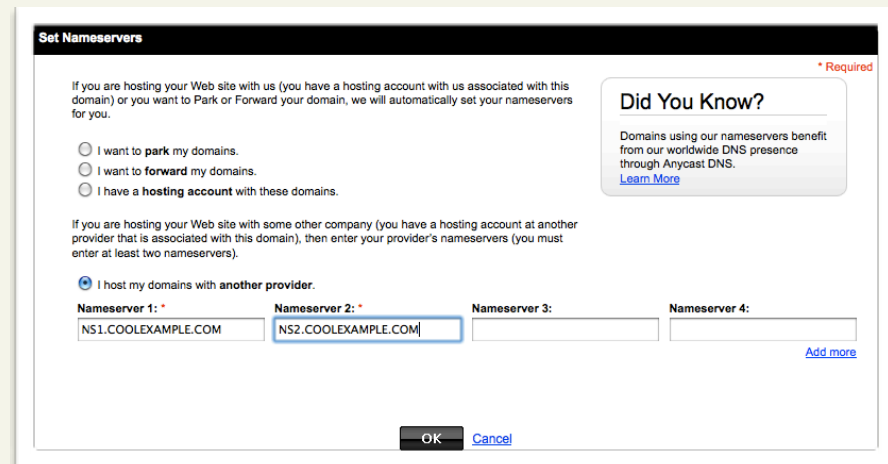 Set Nameservers
* Required
If you are hosting your Web site with us (you have a hosting account with us associated with this
domain) or you want to Park or Forward your domain, we will automatically set your nameservers
for you.
I want to park my domains.
I want to forward my domains.
I have a hosting account with these domains.
Did You Know?
Domains using our nameservers benefit
from our worldwide DNS presence
through Anycast DNS.
Learn More
If you are hosting your Web site with some other company (you have a hosting account at another
provider that is associated with this domain), then enter your provider's nameservers (you must
enter at least two nameservers).
I host my domains with another provider.
Nameserver 1: * Nameserver 2: * Nameserver 3: Nameserver 4:
NS1.COOLEXAMPLE.COM NS2.COOLEXAMPLE.COM
Add more
OK Cancel